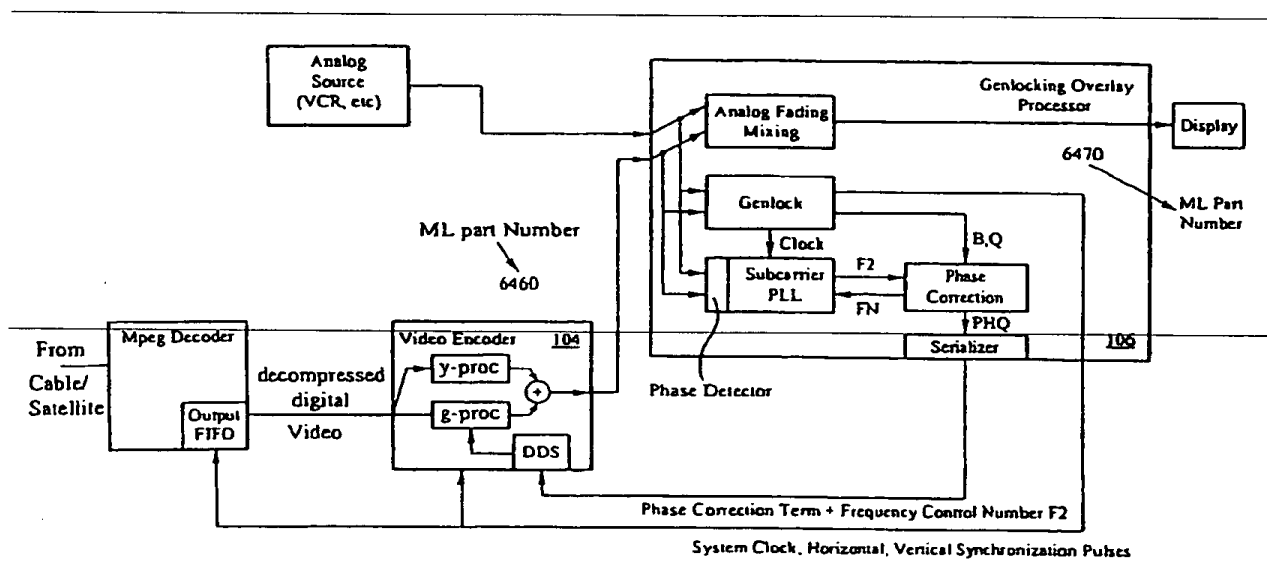 Analog
Source
(VCR, etc)
Genlocking Overlay
Processor
Analog Fading
Mixing
Display
6470
ML Part
Number
Genlock
ML part Number
6460
Clock
B,Q
Subcarrier
PLL
F2
FN
Phase
Correction
PHQ
Serializer
106
Phase Detector
From
Cable/
Satellite
Mpeg Decoder
Output
FIFO
decompressed
digital
Video
Video Encoder
104
y-proc
+
g-proc
DDS
Phase Correction Term + Frequency Control Number F2
System Clock, Horizontal, Vertical Synchronization Pulses